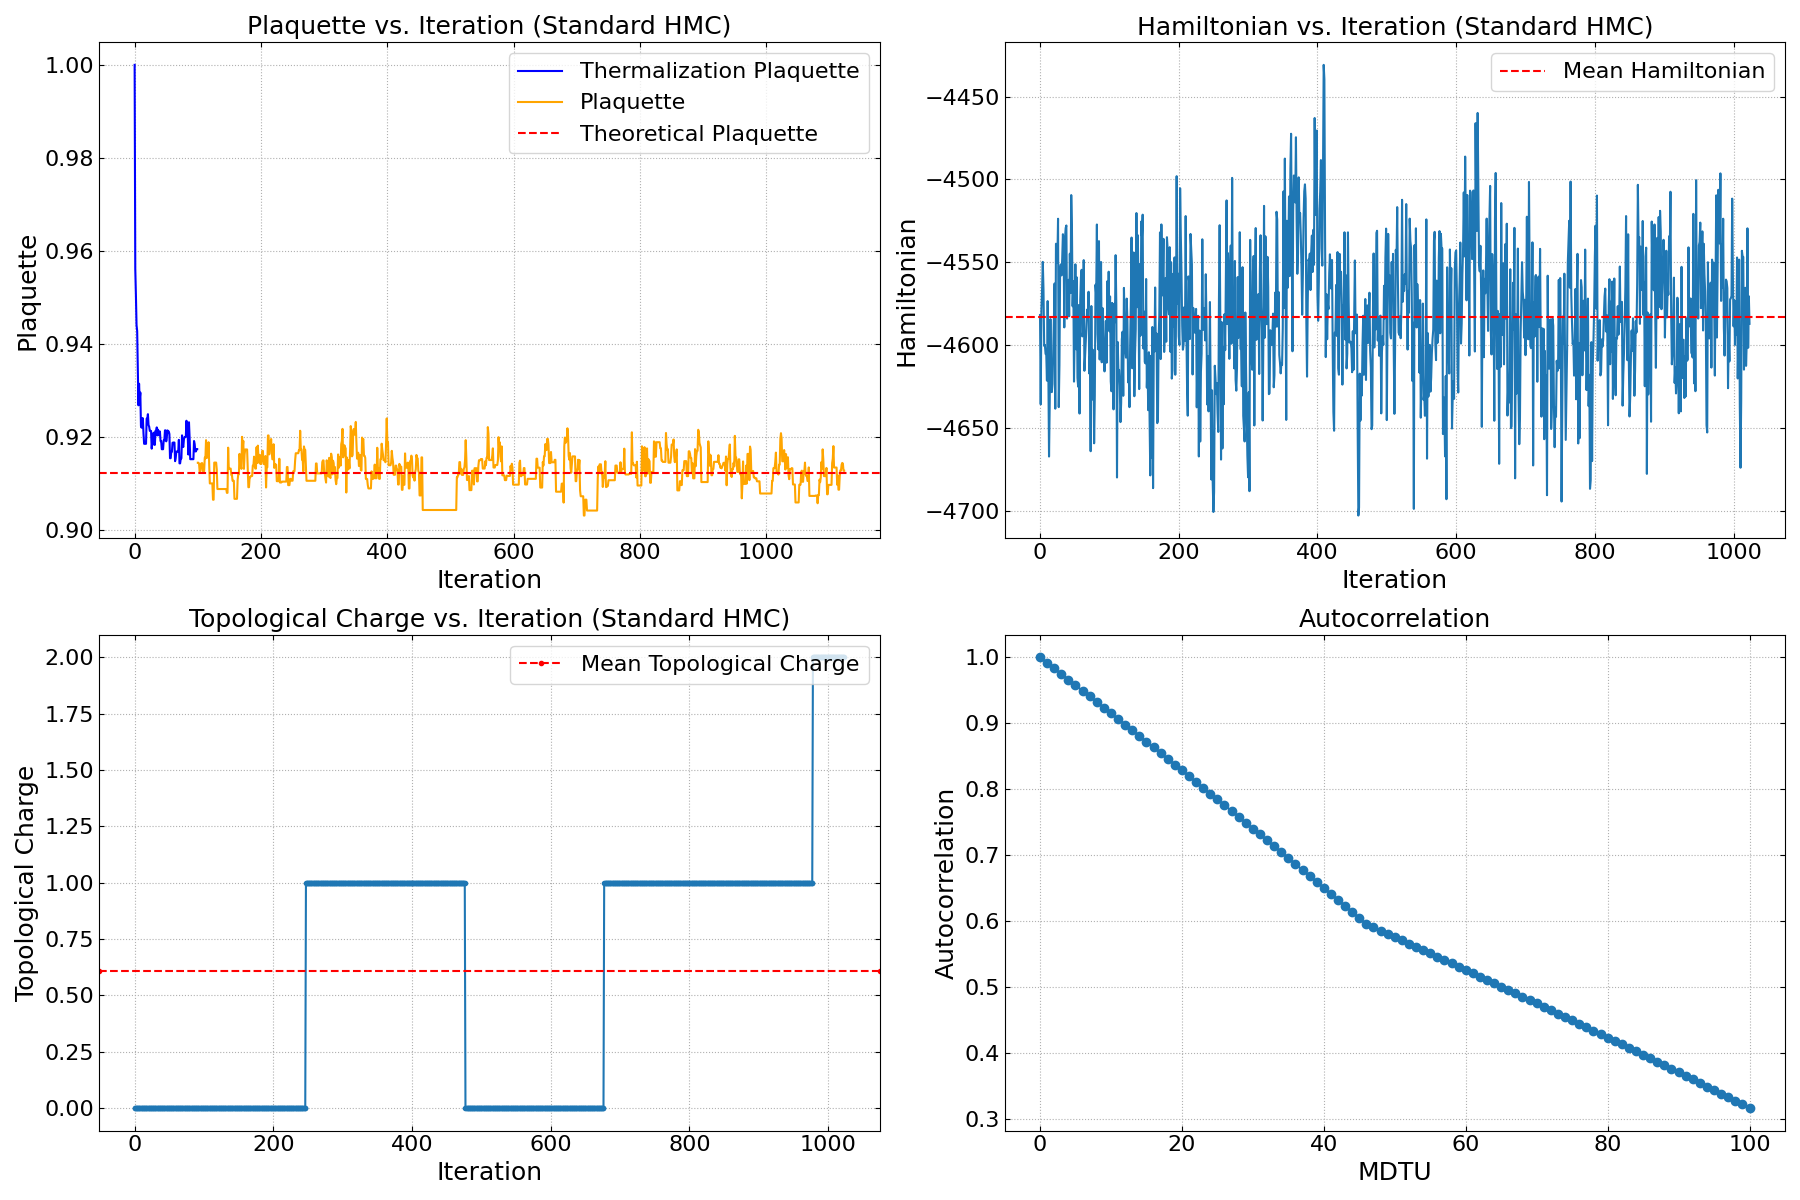 Plaquette vs. Iteration (Standard HMC)
Plaquette
1.00
0.98
0.96
0.94
0.92
0.90
Thermalization Plaquette
Plaquette
Theoretical Plaquette
0 200 400 600 800 1000
Iteration
Hamiltonian vs. Iteration (Standard HMC)
Hamiltonian
−4450
−4500
−4550
−4600
−4650
−4700
Mean Hamiltonian
0 200 400 600 800 1000
Iteration
Topological Charge vs. Iteration (Standard HMC)
Topological Charge
2.00
1.75
1.50
1.25
1.00
0.75
0.50
0.25
0.00
Mean Topological Charge
0 200 400 600 800 1000
Iteration
Autocorrelation
Autocorrelation
1.0
0.9
0.8
0.7
0.6
0.5
0.4
0.3
0 20 40 60 80 100
MDTU